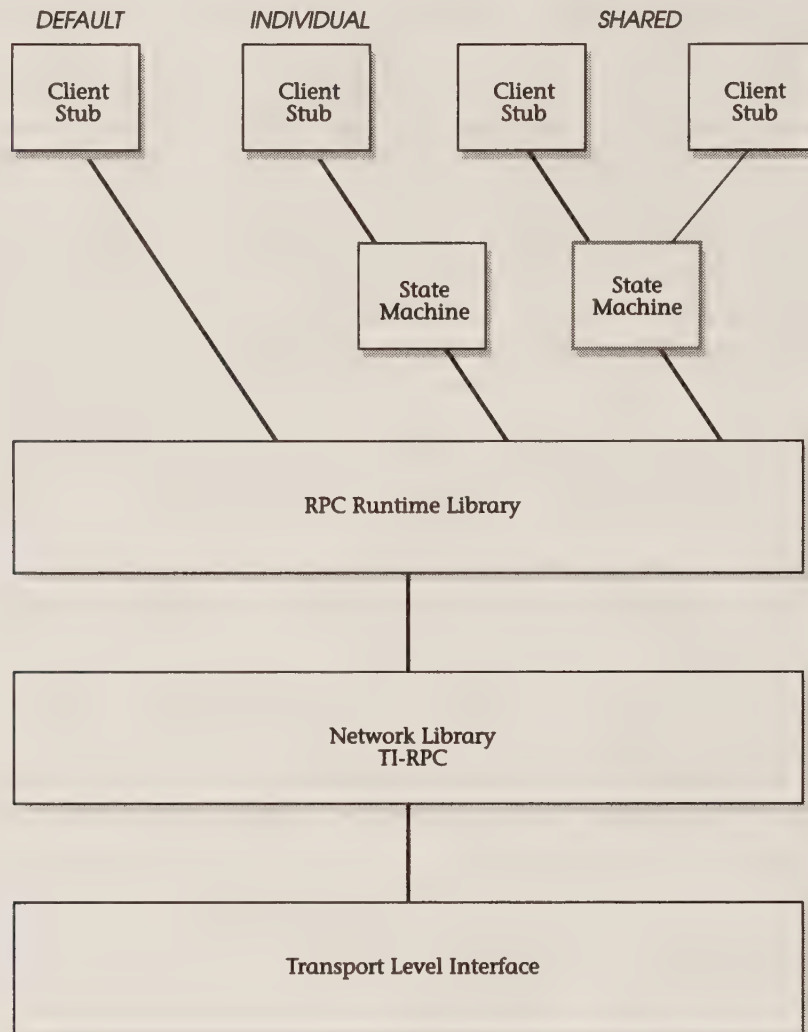 DEFAULT INDIVIDUAL SHARED
Client
Stub
Client
Stub
Client
Stub
Client
Stub
State
Machine
State
Machine
RPC Runtime Library
Network Library
TI-RPC
Transport Level Interface